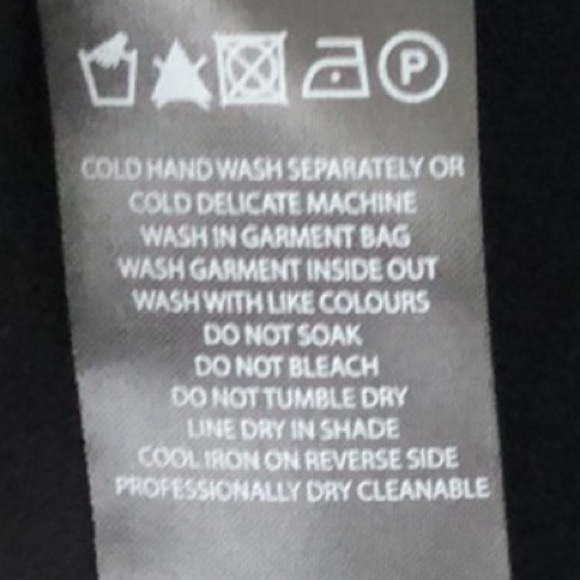 P
COLD HAND WASH SEPARATELY OR
COLD DELICATE MACHINE
WASH IN GARMENT BAG
WASH GARMENT INSIDE OUT
WASH WITH LIKE COLOURS
DO NOT SOAK
DO NOT BLEACH
DO NOT TUMBLE DRY
LINE DRY IN SHADE
COOL IRON ON REVERSE SIDE
PROFESSIONALLY DRY CLEANABLE